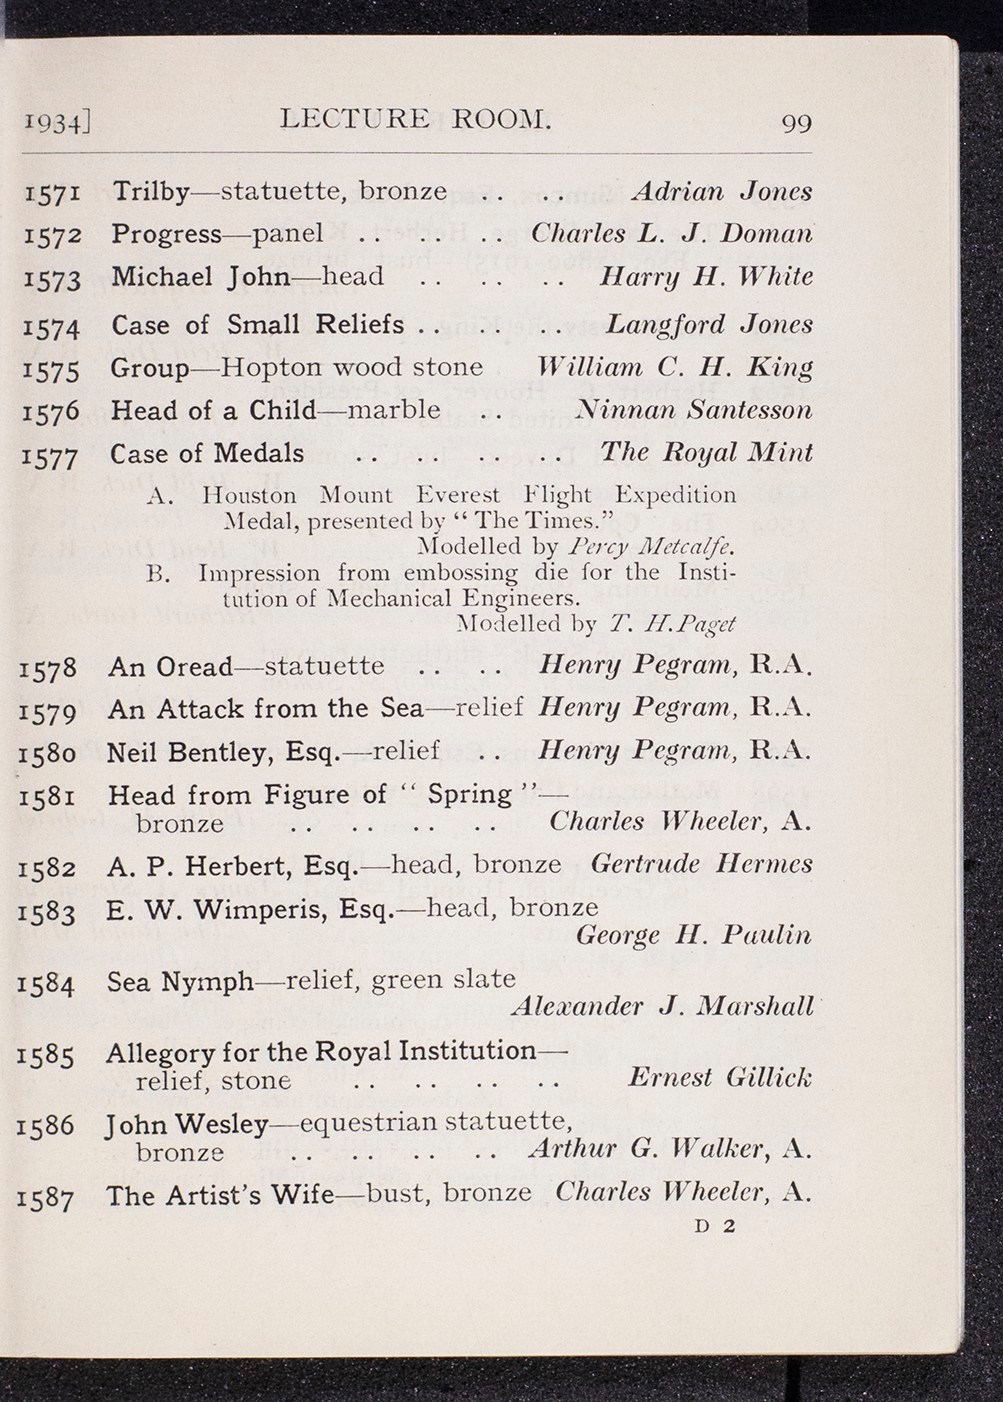 1934] LECTURE ROOM. 99
1571 Trilby—statuette, bronze .. .. Adrian Jones
1572 Progress—panel .. .. .. Charles L. J. Doman
1573 Michael John—head .. .. .. Harry H. White
1574 Case of Small Reliefs .. .. .. Langford Jones
1575 Group—Hopton wood stone William C. H. King
1576 Head of a Child—marble .. Ninnan Santesson
1577 Case of Medals .. .. .. .. The Royal Mint
A. Houston Mount Everest Flight Expedition
Medal, presented by “ The Times.”
Modelled by Percy Metcalfe.
B. Impression from embossing die for the Insti-
tution of Mechanical Engineers.
Modelled by T. H. Paget
1578 An Oread—statuette .. .. Henry Pegram, R.A.
1579 An Attack from the Sea—relief Henry Pegram, R.A.
1580 Neil Bentley, Esq.—relief .. Henry Pegram, R.A.
1581 Head from Figure of “ Spring ”—
bronze .. .. .. .. Charles Wheeler, A.
1582 A. P. Herbert, Esq.—head, bronze Gertrude Hermes
1583 E. W. Wimperis, Esq.—head, bronze
George H. Paulin
1584 Sea Nymph—relief, green slate
Alexander J. Marshall
1585 Allegory for the Royal Institution—
relief, stone .. .. .. .. Ernest Gillick
1586 John Wesley—equestrian statuette,
bronze .. .. .. .. Arthur G. Walker, A.
1587 The Artist’s Wife—bust, bronze Charles Wheeler, A.
D 2